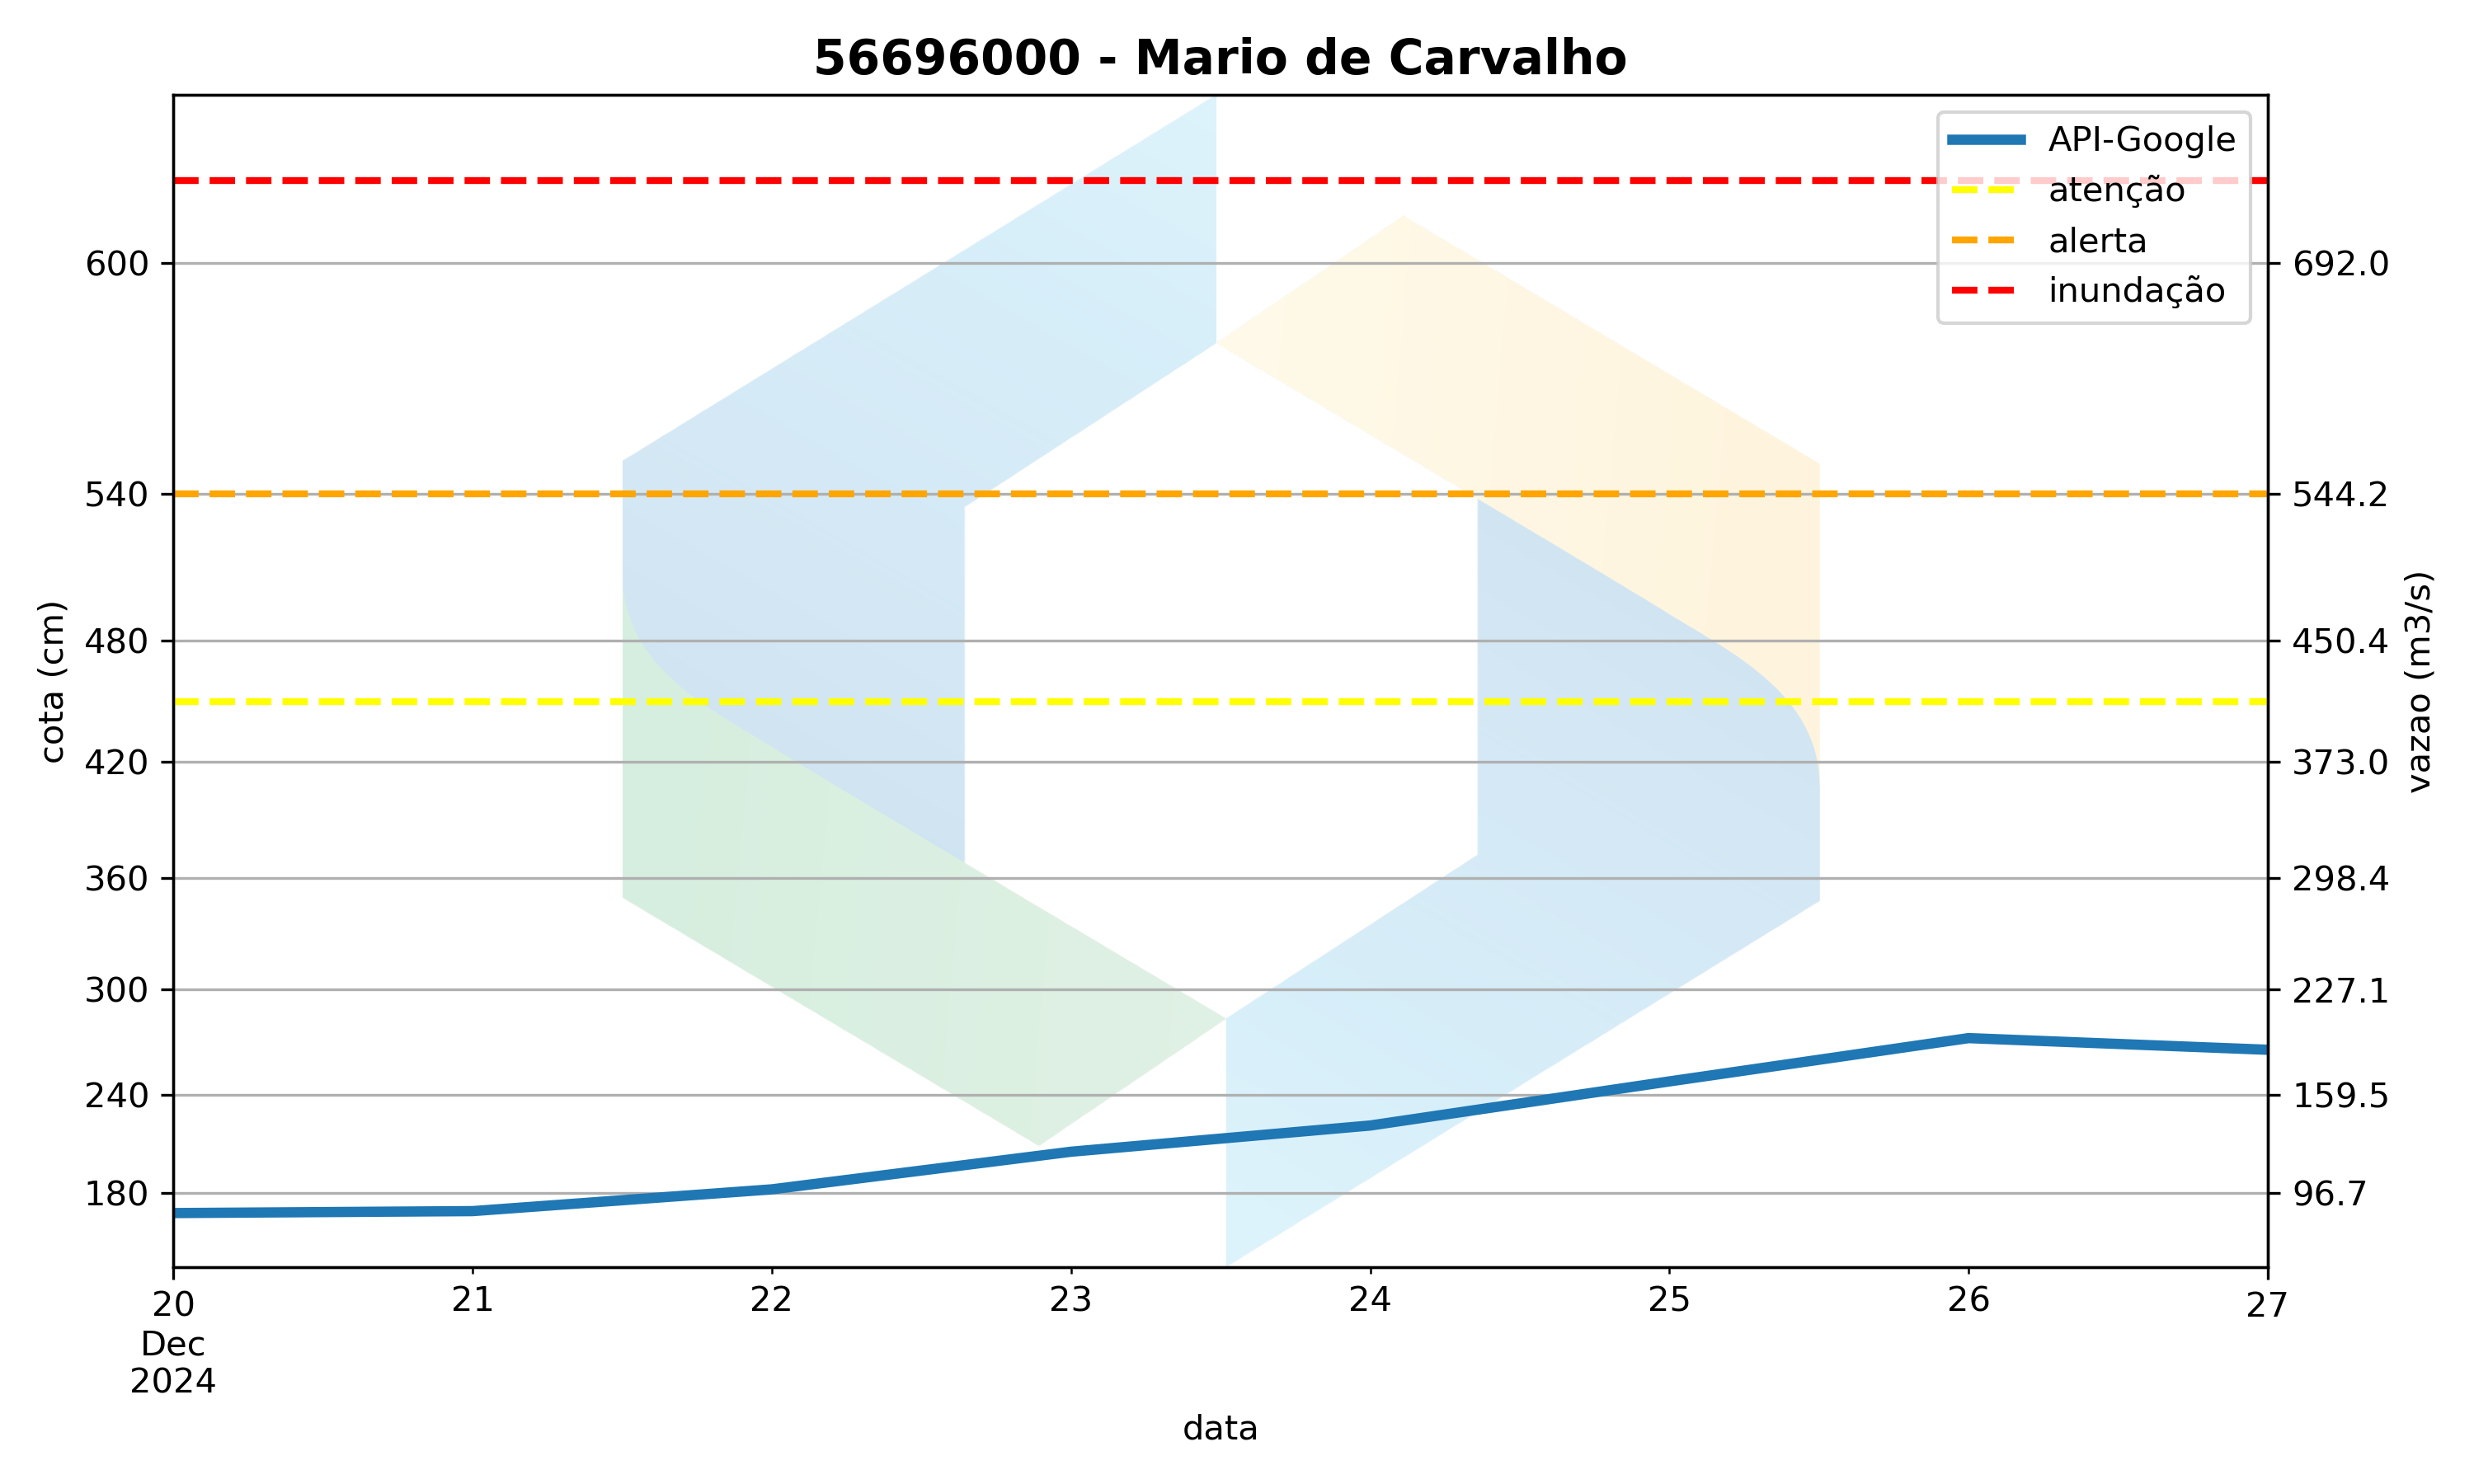 56696000 - Mario de Carvalho
API-Google
atenção
alerta
inundação
cota (cm)
600
540
480
420
360
300
240
180
692.0
544.2
450.4
373.0
298.4
227.1
159.5
96.7
vazao (m3/s)
20
Dec
2024
21
22
23
24
25
26
27
data